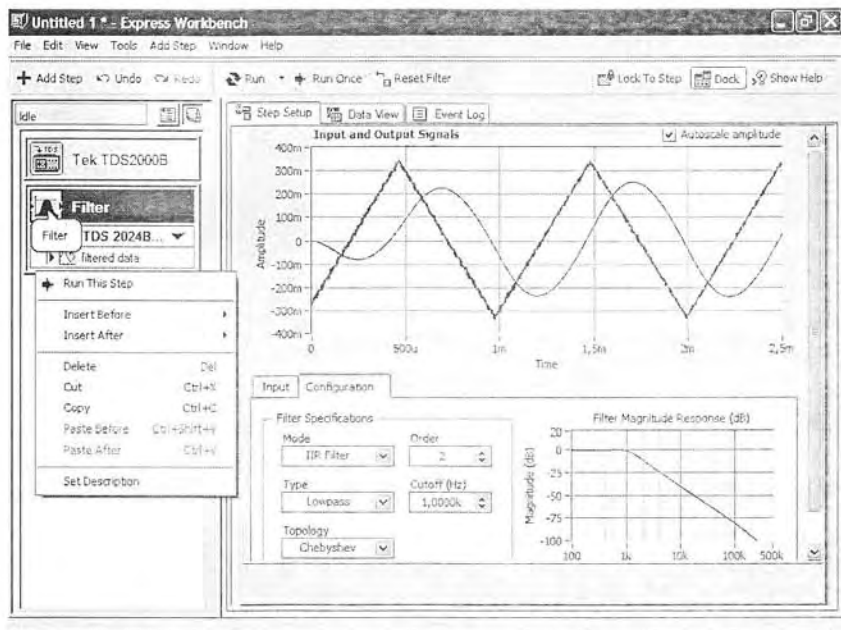 Untitled 1 * - Express Workbench
File Edit View Tools Add Step Window Help
Add Step Undo Redo Run Run Once Reset Filter Lock To Step Dock Show Help
Idle
Step Setup Data View Event Log
Tek TDS2000B
Filter
Filter
TDS 2024B...
filtered data
Run This Step
Insert Before
Insert After
Delete Del
Cut Ctrl+X
Copy Ctrl+C
Paste Before Ctrl+Shift+V
Paste After Ctrl+V
Set Description
Input and Output Signals
Autoscale amplitude
Amplitude
400m
300m
200m
100m
0
-100m
-200m
-300m
-400m
0 500u 1m 1,5m 2m 2,5m
Time
Input Configuration
Filter Specifications
Mode Order
IIR Filter 2
Type Cutoff (Hz)
Lowpass 1,0000k
Topology
Chebyshev
Filter Magnitude Response (dB)
Magnitude (dB)
20
0
-25
-50
-75
-100
100 1k 10k 100k 500k